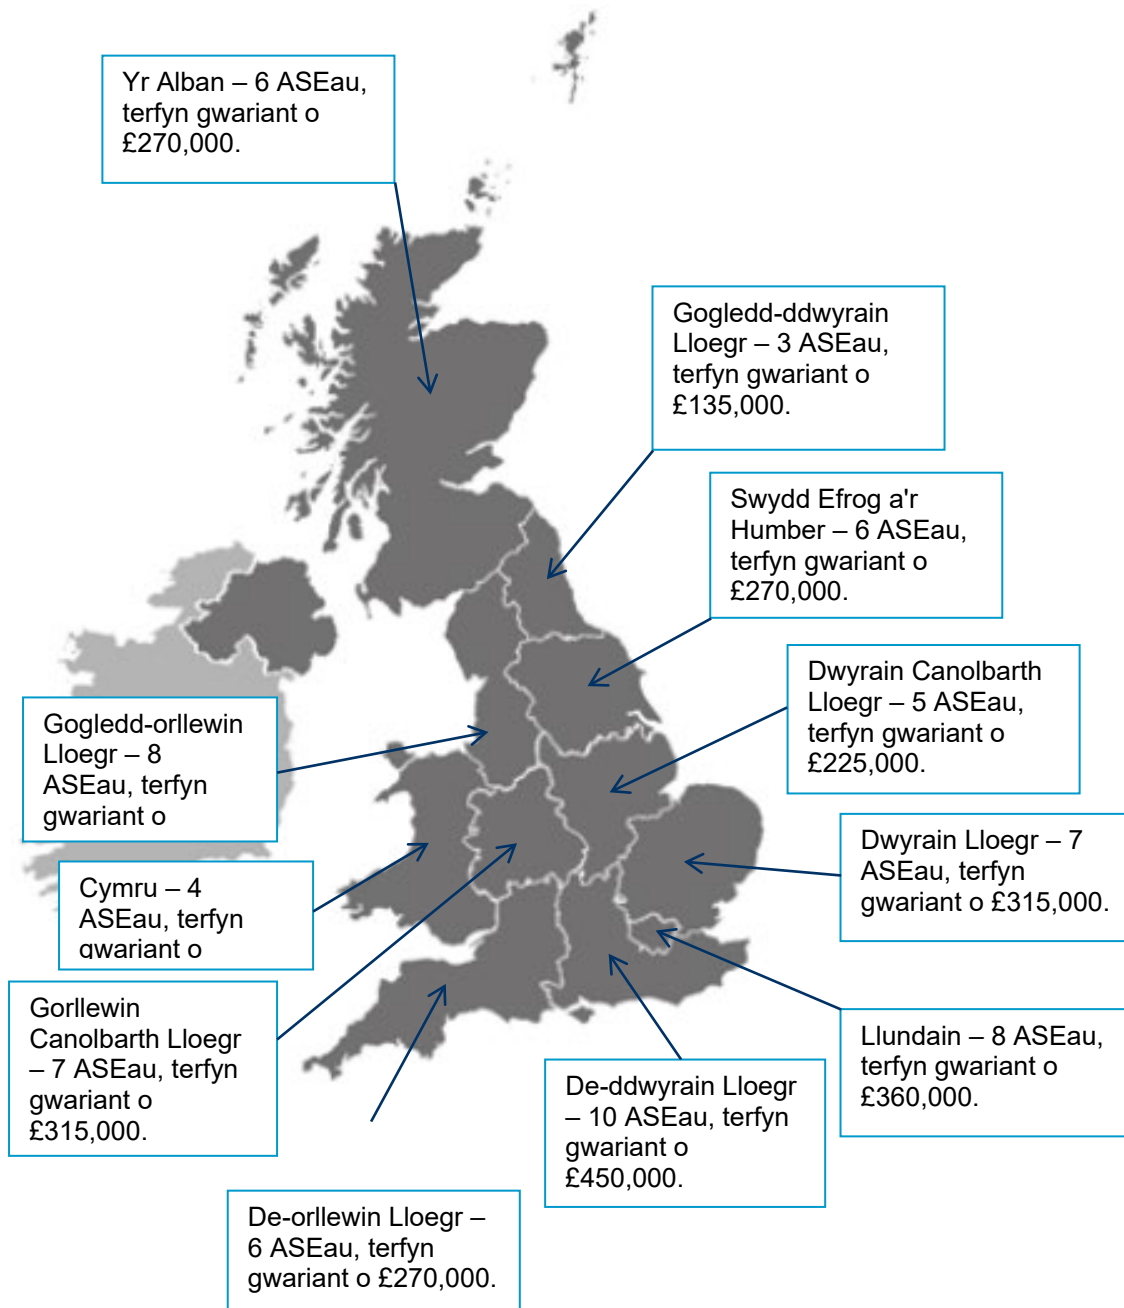 Yr Alban – 6 ASEau,
terfyn gwariant o
£270,000.
Gogledd-ddwyrain
Lloegr – 3 ASEau,
terfyn gwariant o
£135,000.
Swydd Efrog a'r
Humber – 6 ASEau,
terfyn gwariant o
£270,000.
Dwyrain Canolbarth
Lloegr – 5 ASEau,
terfyn gwariant o
£225,000.
Gogledd-orllewin
Lloegr – 8
ASEau, terfyn
gwariant o
Dwyrain Lloegr – 7
ASEau, terfyn
gwariant o £315,000.
Cymru – 4
ASEau, terfyn
gwariant o
Gorllewin
Canolbarth Lloegr
– 7 ASEau, terfyn
gwariant o
£315,000.
Llundain – 8 ASEau,
terfyn gwariant o
£360,000.
De-ddwyrain Lloegr
– 10 ASEau, terfyn
gwariant o
£450,000.
De-orllewin Lloegr –
6 ASEau, terfyn
gwariant o £270,000.